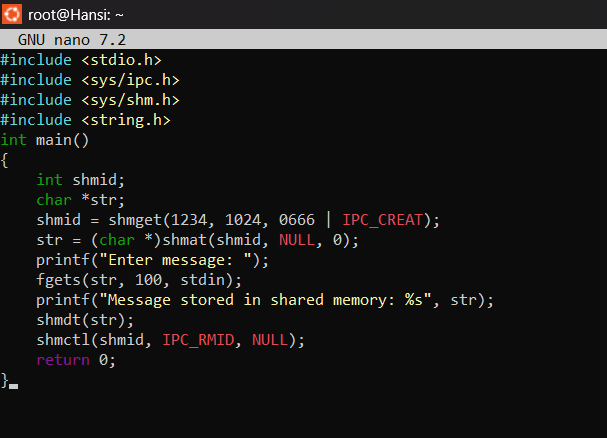 root@Hansi: ~
GNU nano 7.2
#include <stdio.h>
#include <sys/ipc.h>
#include <sys/shm.h>
#include <string.h>
int main()
{
    int shmid;
    char *str;
    shmid = shmget(1234, 1024, 0666 | IPC_CREAT);
    str = (char *)shmat(shmid, NULL, 0);
    printf("Enter message: ");
    fgets(str, 100, stdin);
    printf("Message stored in shared memory: %s", str);
    shmdt(str);
    shmctl(shmid, IPC_RMID, NULL);
    return 0;
}